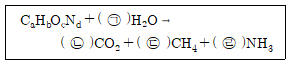 CaHbOcNd＋( ㉠ )H2O→
( ㉡ )CO2＋( ㉢ )CH4＋( ㉣ )NH3